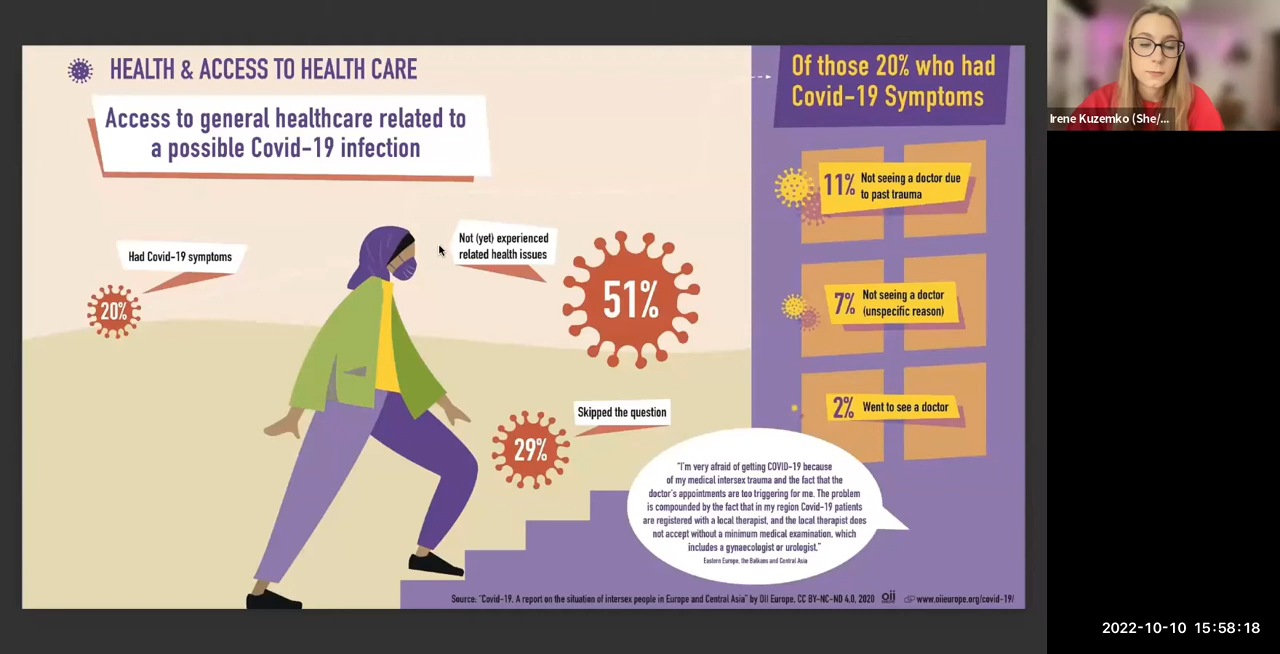 HEALTH & ACCESS TO HEALTH CARE
Access to general healthcare related to
a possible Covid-19 infection
Had Covid-19 symptoms
20%
Not (yet) experienced
related health issues
51%
Skipped the question
29%
Of those 20% who had
Covid-19 Symptoms
11% Not seeing a doctor due
to past trauma
7% Not seeing a doctor
(unspecific reason)
2% Went to see a doctor
"I'm very afraid of getting COVID-19 because
of my medical intersex trauma and the fact that the
doctor's appointments are too triggering for me. The problem
is compounded by the fact that in my region Covid-19 patients
are registered with a local therapist, and the local therapist does
not accept without a minimum medical examination, which
includes a gynaecologist or urologist."
Eastern Europe, the Balkans and Central Asia
Source: "Covid-19. A report on the situation of intersex people in Europe and Central Asia" by OII Europe, CC BY-NC-ND 4.0, 2020 oii www.oiieurope.org/covid-19/
Irene Kuzemko (She/...
2022-10-10 15:58:18